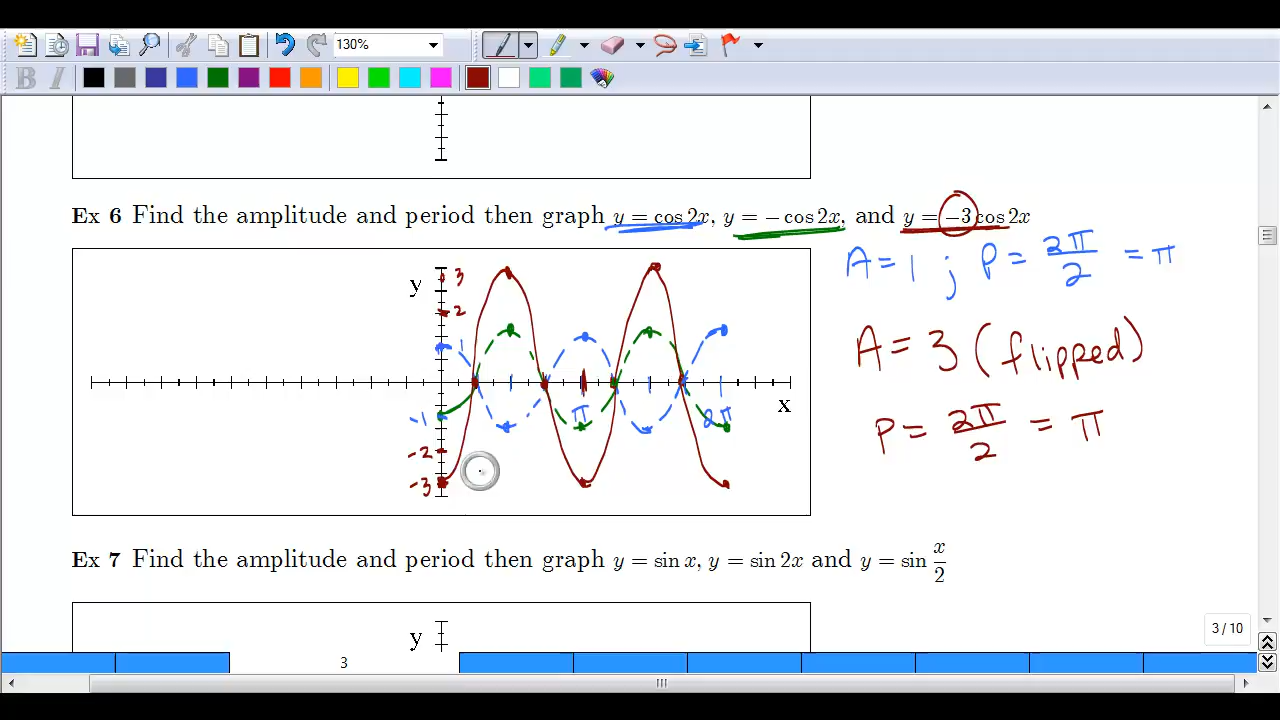 130%
B I
Ex 6 Find the amplitude and period then graph y = cos 2x, y = − cos 2x, and y = −3 cos 2x
A = 1 ; P = 2π/2 = π
y
3
2
1
-1
-2
-3
π
2π
x
A = 3 (flipped)
P = 2π/2 = π
Ex 7 Find the amplitude and period then graph y = sin x, y = sin 2x and y = sin x/2
y
3 / 10
3